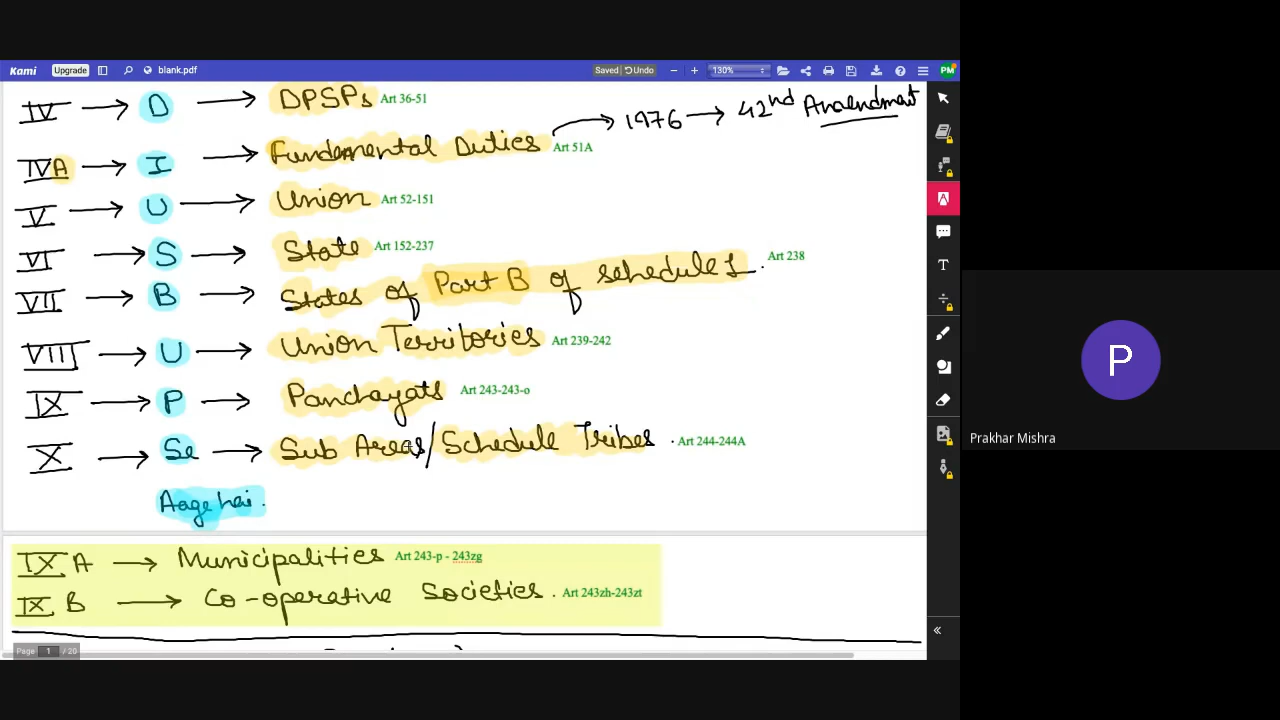 Kami Upgrade blank.pdf Saved Undo 130% PM
IV → D → DPSPs Art 36-51
1976 → 42nd Amendment
IVA → I → Fundamental Duties Art 51A
V → U → Union Art 52-151
VI → S → State Art 152-237
VII → B → States of Part B of schedule 1. Art 238
VIII → U → Union Territories Art 239-242
IX → P → Panchayats Art 243-243-o
X → Se → Sub Areas/Schedule Tribes Art 244-244A
Aage hai.
IX A → Municipalities Art 243-p - 243zg
IX B → Co-operative Societies. Art 243zh-243zt
Page 1 / 20
P
Prakhar Mishra